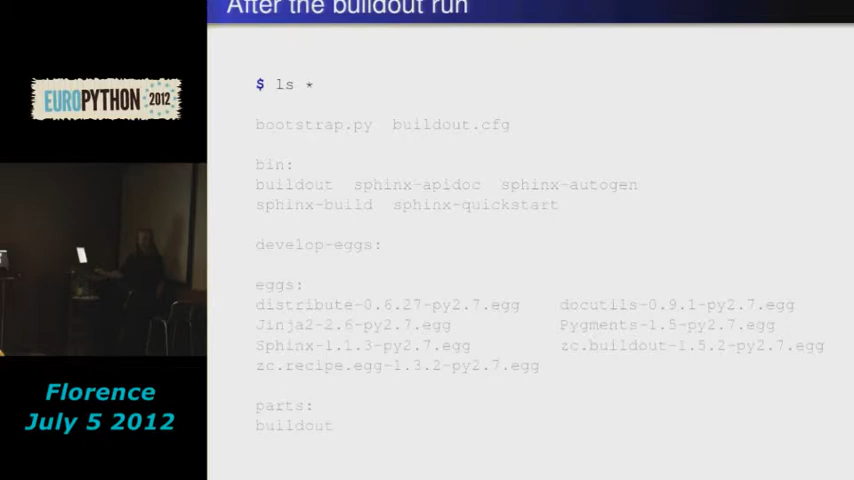 After the buildout run
$ ls *
bootstrap.py buildout.cfg
bin:
buildout sphinx-apidoc sphinx-autogen
sphinx-build sphinx-quickstart
develop-eggs:
eggs:
distribute-0.6.27-py2.7.egg docutils-0.9.1-py2.7.egg
Jinja2-2.6-py2.7.egg Pygments-1.5-py2.7.egg
Sphinx-1.1.3-py2.7.egg zc.buildout-1.5.2-py2.7.egg
zc.recipe.egg-1.3.2-py2.7.egg
parts:
buildout
EUROPYTHON 2012
Florence
July 5 2012